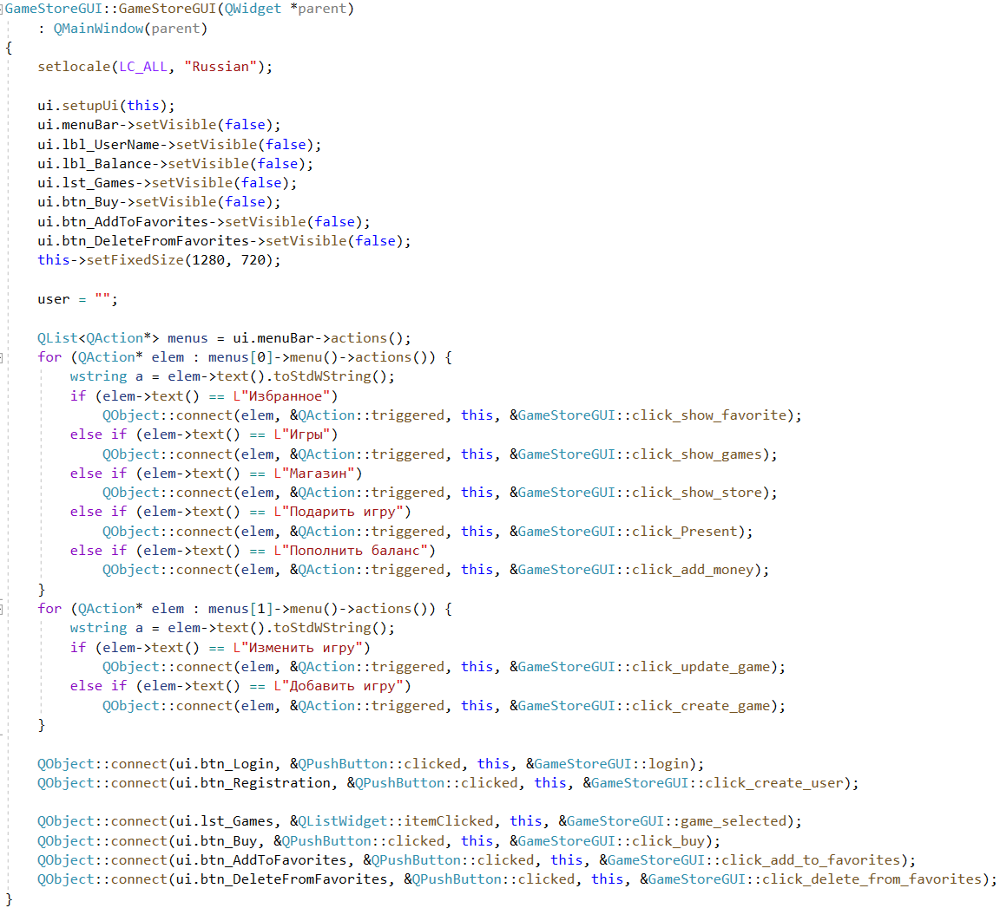 GameStoreGUI::GameStoreGUI(QWidget *parent)
    : QMainWindow(parent)
{
    setlocale(LC_ALL, "Russian");

    ui.setupUi(this);
    ui.menuBar->setVisible(false);
    ui.lbl_UserName->setVisible(false);
    ui.lbl_Balance->setVisible(false);
    ui.lst_Games->setVisible(false);
    ui.btn_Buy->setVisible(false);
    ui.btn_AddToFavorites->setVisible(false);
    ui.btn_DeleteFromFavorites->setVisible(false);
    this->setFixedSize(1280, 720);

    user = "";

    QList<QAction*> menus = ui.menuBar->actions();
    for (QAction* elem : menus[0]->menu()->actions()) {
        wstring a = elem->text().toStdWString();
        if (elem->text() == L"Избранное")
            QObject::connect(elem, &QAction::triggered, this, &GameStoreGUI::click_show_favorite);
        else if (elem->text() == L"Игры")
            QObject::connect(elem, &QAction::triggered, this, &GameStoreGUI::click_show_games);
        else if (elem->text() == L"Магазин")
            QObject::connect(elem, &QAction::triggered, this, &GameStoreGUI::click_show_store);
        else if (elem->text() == L"Подарить игру")
            QObject::connect(elem, &QAction::triggered, this, &GameStoreGUI::click_Present);
        else if (elem->text() == L"Пополнить баланс")
            QObject::connect(elem, &QAction::triggered, this, &GameStoreGUI::click_add_money);
    }
    for (QAction* elem : menus[1]->menu()->actions()) {
        wstring a = elem->text().toStdWString();
        if (elem->text() == L"Изменить игру")
            QObject::connect(elem, &QAction::triggered, this, &GameStoreGUI::click_update_game);
        else if (elem->text() == L"Добавить игру")
            QObject::connect(elem, &QAction::triggered, this, &GameStoreGUI::click_create_game);
    }

    QObject::connect(ui.btn_Login, &QPushButton::clicked, this, &GameStoreGUI::login);
    QObject::connect(ui.btn_Registration, &QPushButton::clicked, this, &GameStoreGUI::click_create_user);

    QObject::connect(ui.lst_Games, &QListWidget::itemClicked, this, &GameStoreGUI::game_selected);
    QObject::connect(ui.btn_Buy, &QPushButton::clicked, this, &GameStoreGUI::click_buy);
    QObject::connect(ui.btn_AddToFavorites, &QPushButton::clicked, this, &GameStoreGUI::click_add_to_favorites);
    QObject::connect(ui.btn_DeleteFromFavorites, &QPushButton::clicked, this, &GameStoreGUI::click_delete_from_favorites);
}